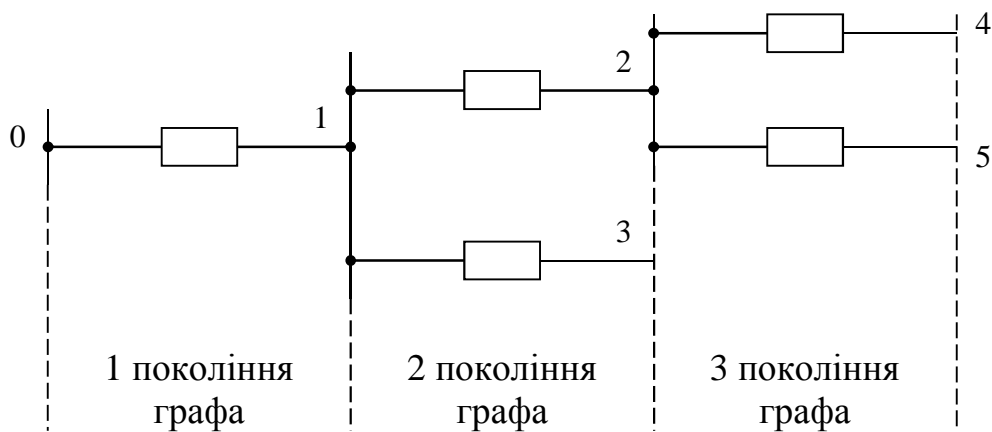 4
2
0
1
5
3
1 покоління
графа
2 покоління
графа
3 покоління
графа